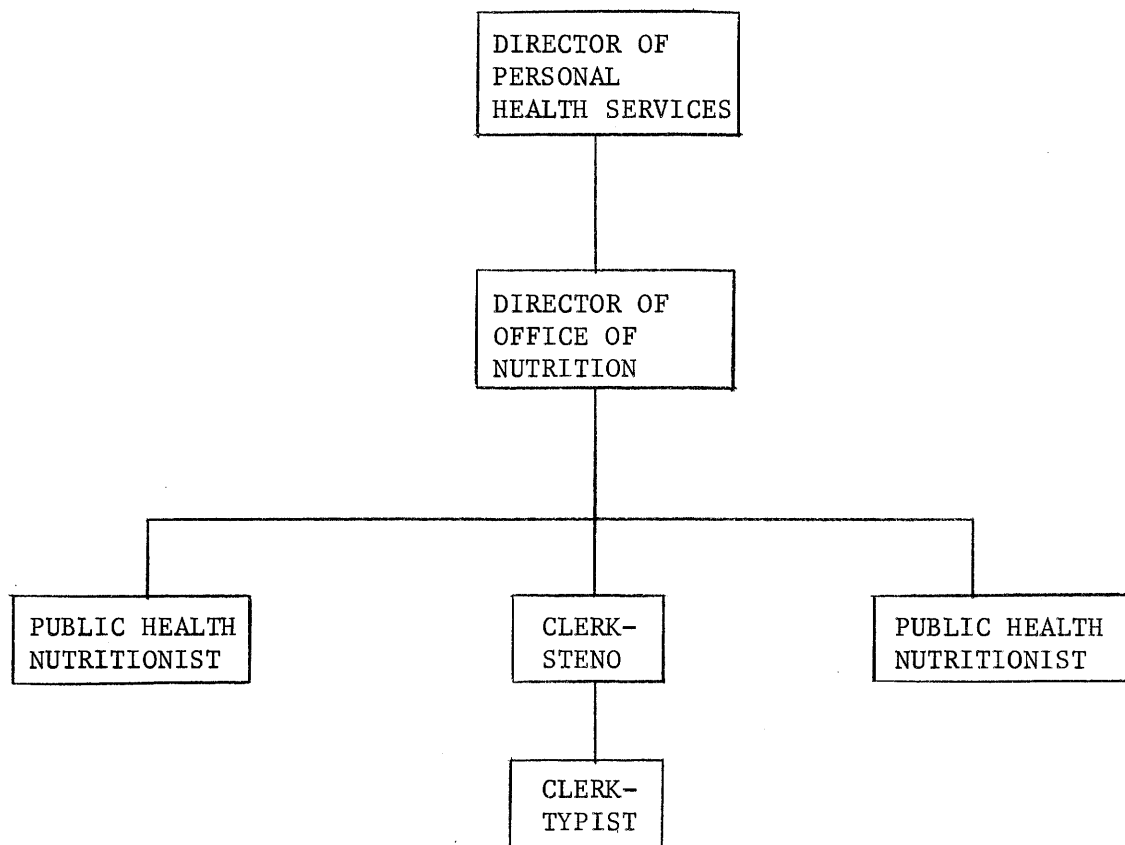 DIRECTOR OF
PERSONAL
HEALTH SERVICES
DIRECTOR OF
OFFICE OF
NUTRITION
PUBLIC HEALTH
NUTRITIONIST
CLERK-
STENO
PUBLIC HEALTH
NUTRITIONIST
CLERK-
TYPIST